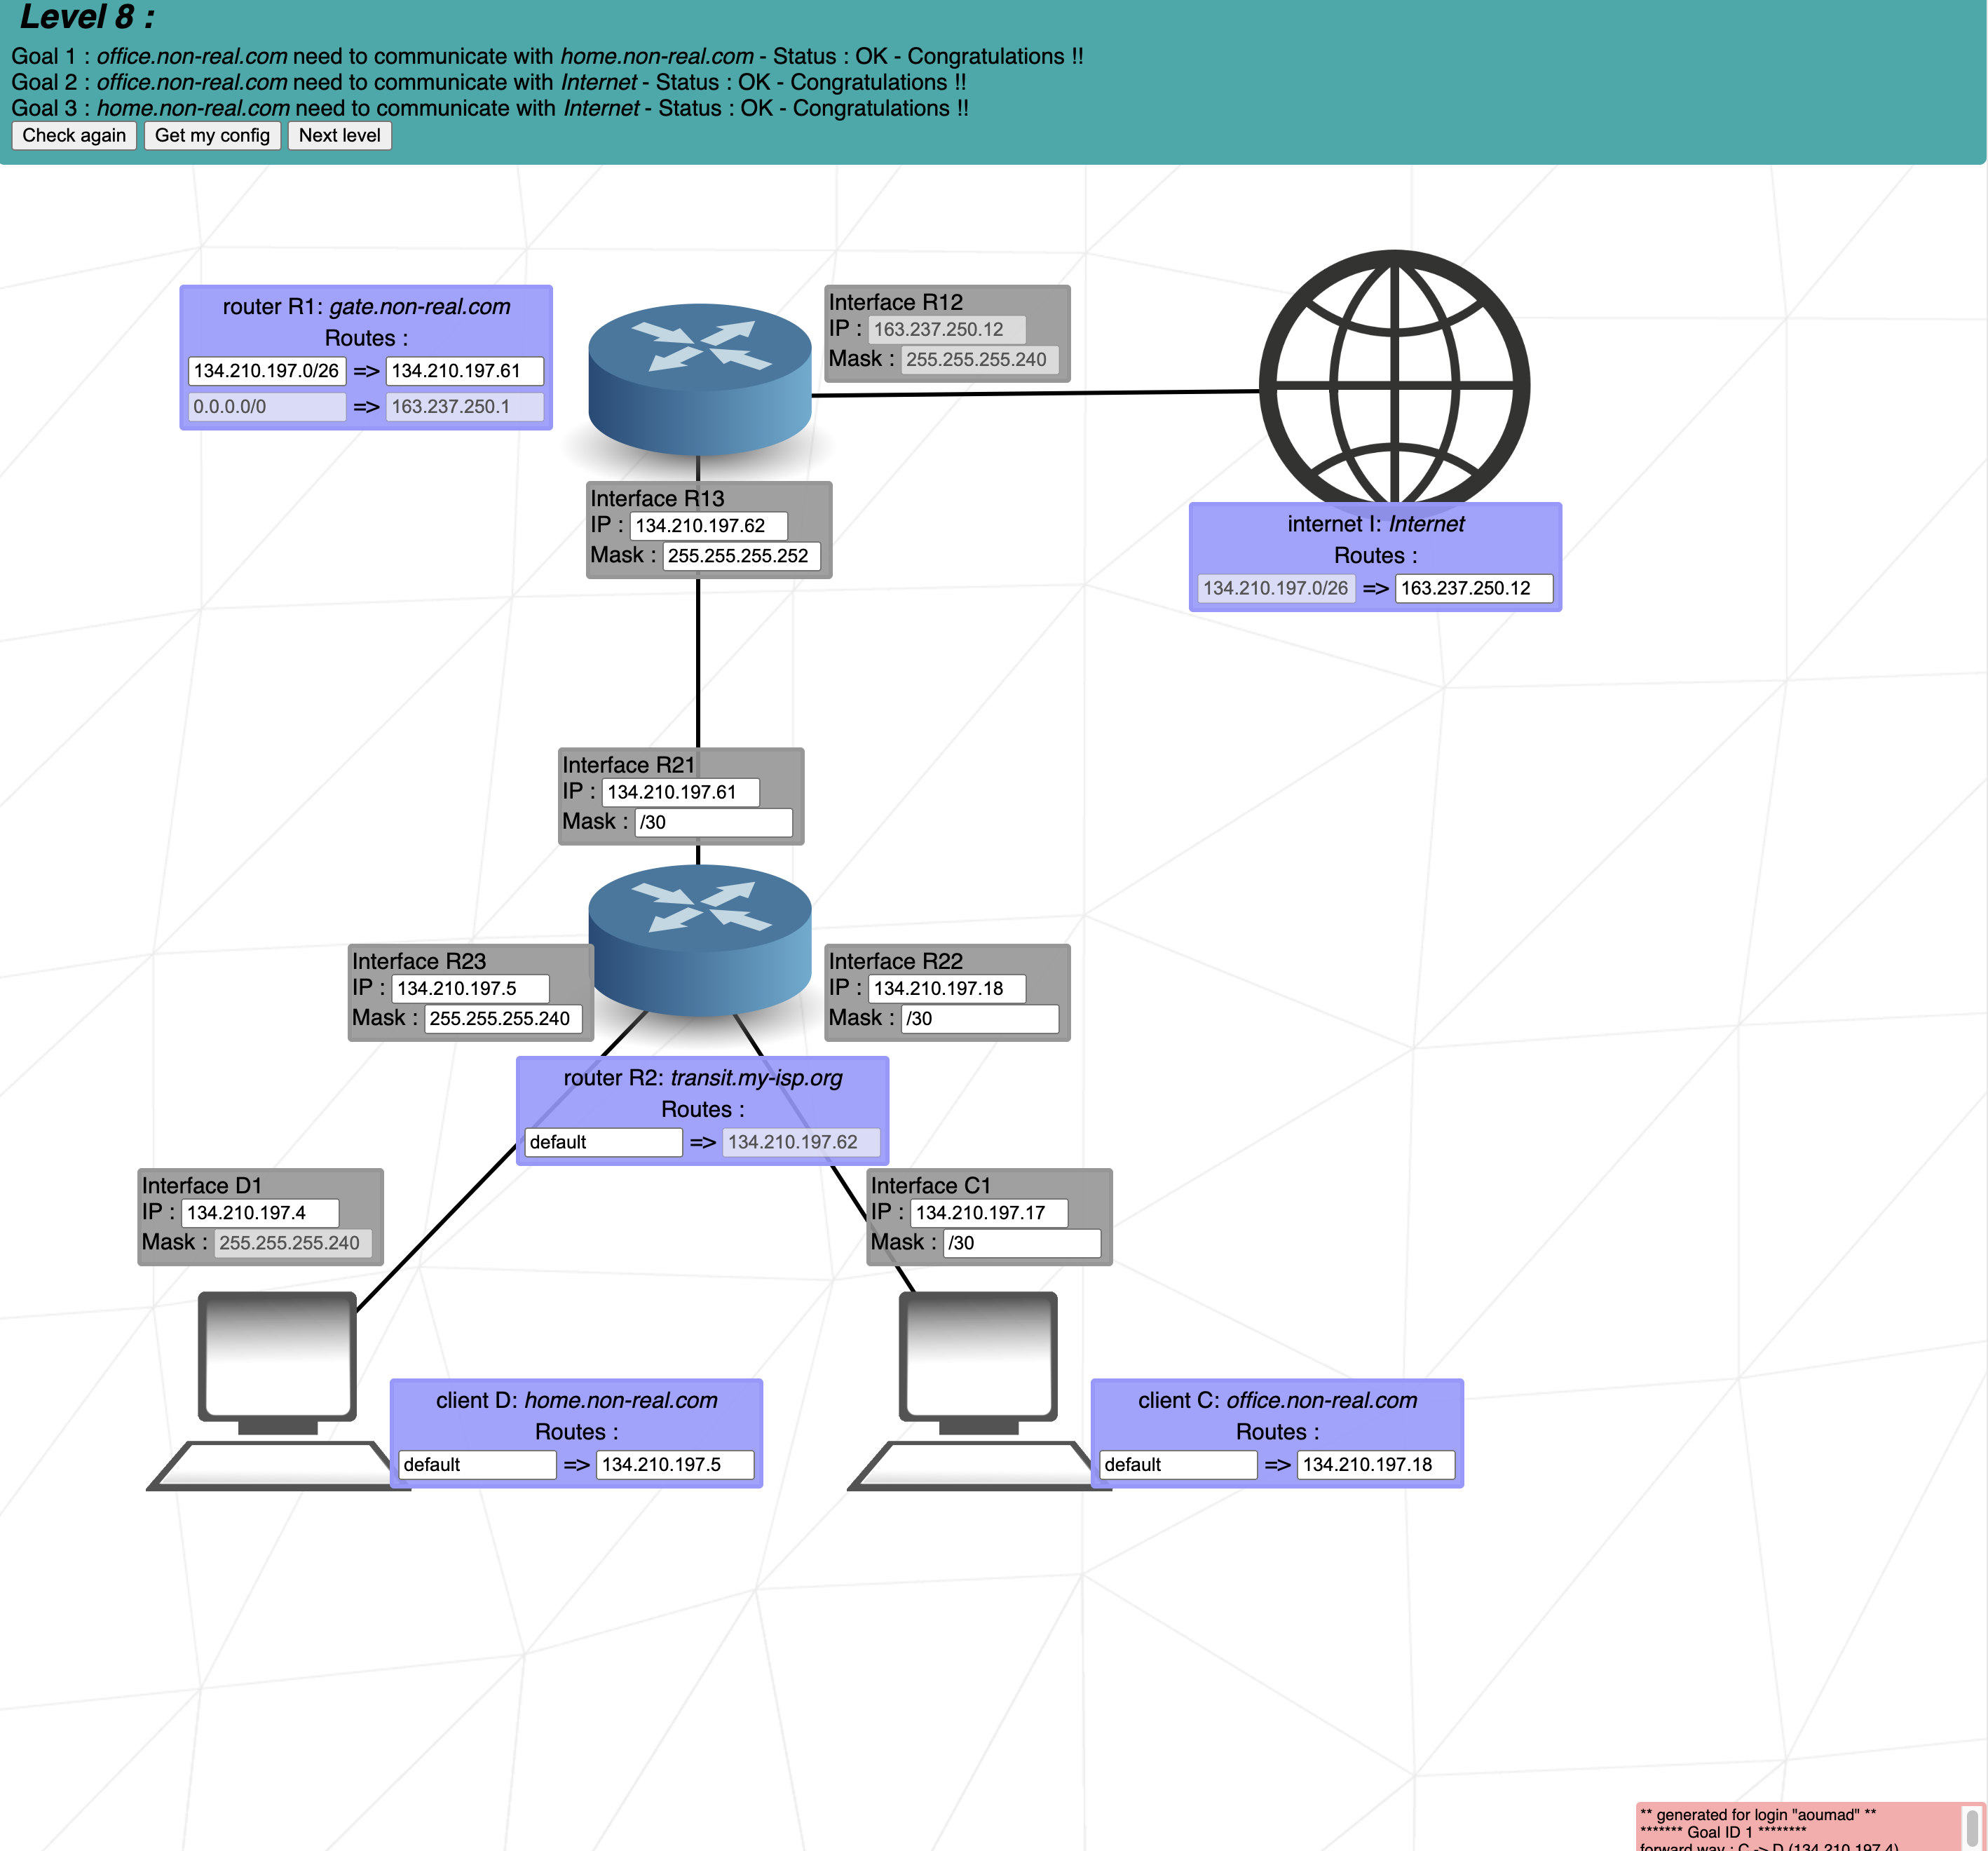 Level 8 :
Goal 1 : office.non-real.com need to communicate with home.non-real.com - Status : OK - Congratulations !!
Goal 2 : office.non-real.com need to communicate with Internet - Status : OK - Congratulations !!
Goal 3 : home.non-real.com need to communicate with Internet - Status : OK - Congratulations !!
Check again Get my config Next level
router R1: gate.non-real.com
Routes :
134.210.197.0/26 => 134.210.197.61
0.0.0.0/0 => 163.237.250.1
Interface R12
IP : 163.237.250.12
Mask : 255.255.255.240
Interface R13
IP : 134.210.197.62
Mask : 255.255.255.252
internet I: Internet
Routes :
134.210.197.0/26 => 163.237.250.12
Interface R21
IP : 134.210.197.61
Mask : /30
Interface R23
IP : 134.210.197.5
Mask : 255.255.255.240
Interface R22
IP : 134.210.197.18
Mask : /30
router R2: transit.my-isp.org
Routes :
default => 134.210.197.62
Interface D1
IP : 134.210.197.4
Mask : 255.255.255.240
Interface C1
IP : 134.210.197.17
Mask : /30
client D: home.non-real.com
Routes :
default => 134.210.197.5
client C: office.non-real.com
Routes :
default => 134.210.197.18
** generated for login "aoumad" **
******* Goal ID 1 ********
forward way : C -> D (134.210.197.4)